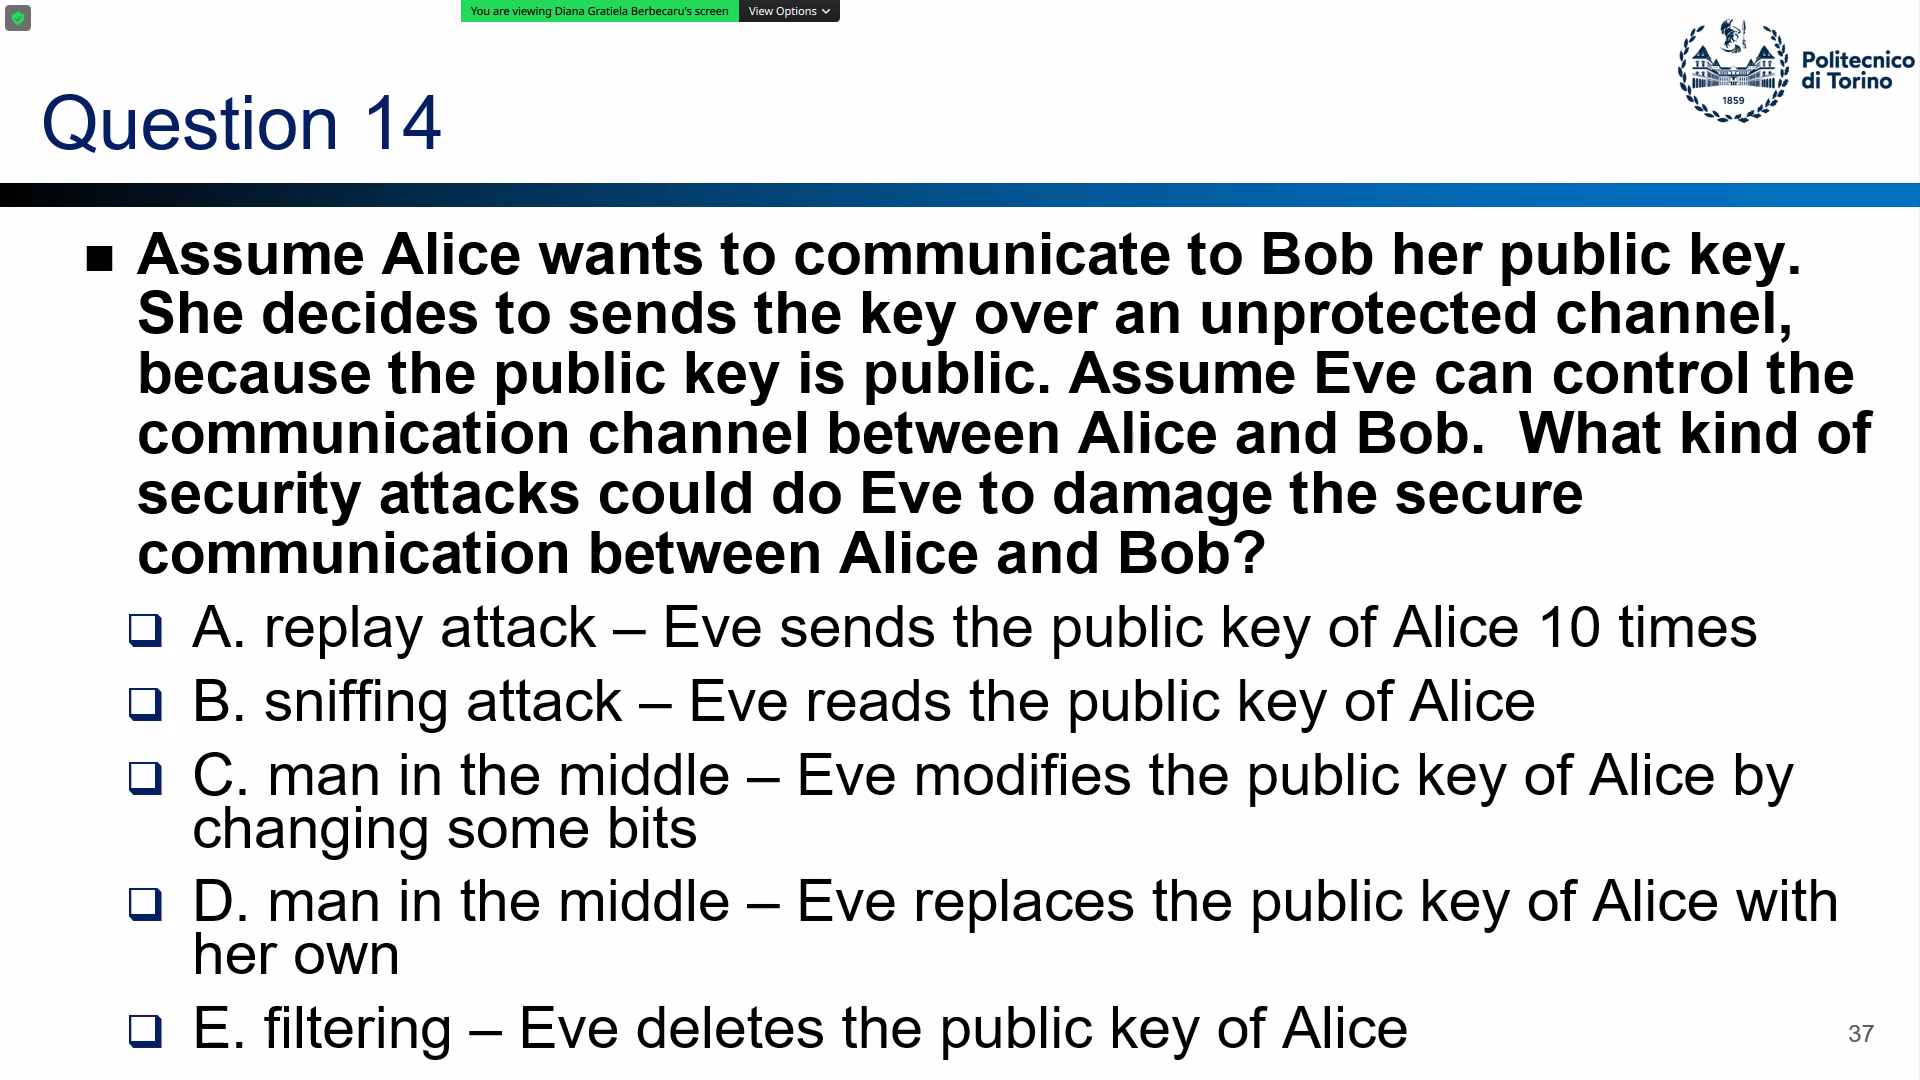 You are viewing Diana Gratiela Berbecaru's screen
View Options
Politecnico
di Torino
1859
Question 14
Assume Alice wants to communicate to Bob her public key.
She decides to sends the key over an unprotected channel,
because the public key is public. Assume Eve can control the
communication channel between Alice and Bob.  What kind of
security attacks could do Eve to damage the secure
communication between Alice and Bob?
A. replay attack – Eve sends the public key of Alice 10 times
B. sniffing attack – Eve reads the public key of Alice
C. man in the middle – Eve modifies the public key of Alice by
changing some bits
D. man in the middle – Eve replaces the public key of Alice with
her own
E. filtering – Eve deletes the public key of Alice
37